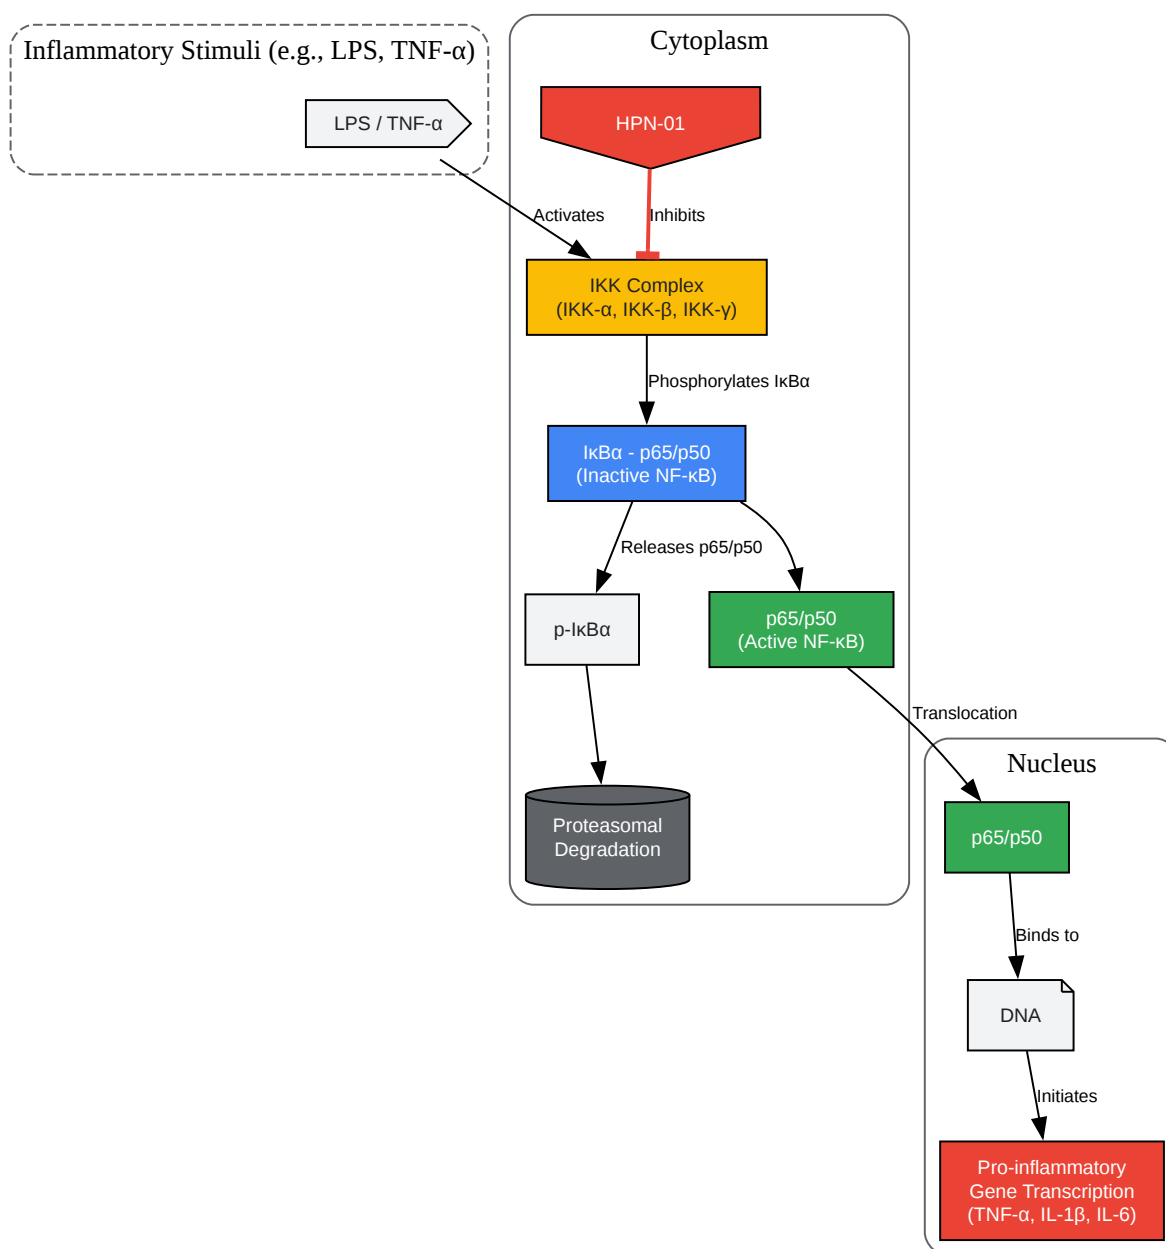 Inflammatory Stimuli (e.g., LPS, TNF-α)
LPS / TNF-α
Cytoplasm
HPN-01
Activates
Inhibits
IKK Complex
(IKK-α, IKK-β, IKK-γ)
Phosphorylates IκBα
IκBα - p65/p50
(Inactive NF-κB)
Releases p65/p50
p-IκBα
p65/p50
(Active NF-κB)
Translocation
Proteasomal
Degradation
Nucleus
p65/p50
Binds to
DNA
Initiates
Pro-inflammatory
Gene Transcription
(TNF-α, IL-1β, IL-6)